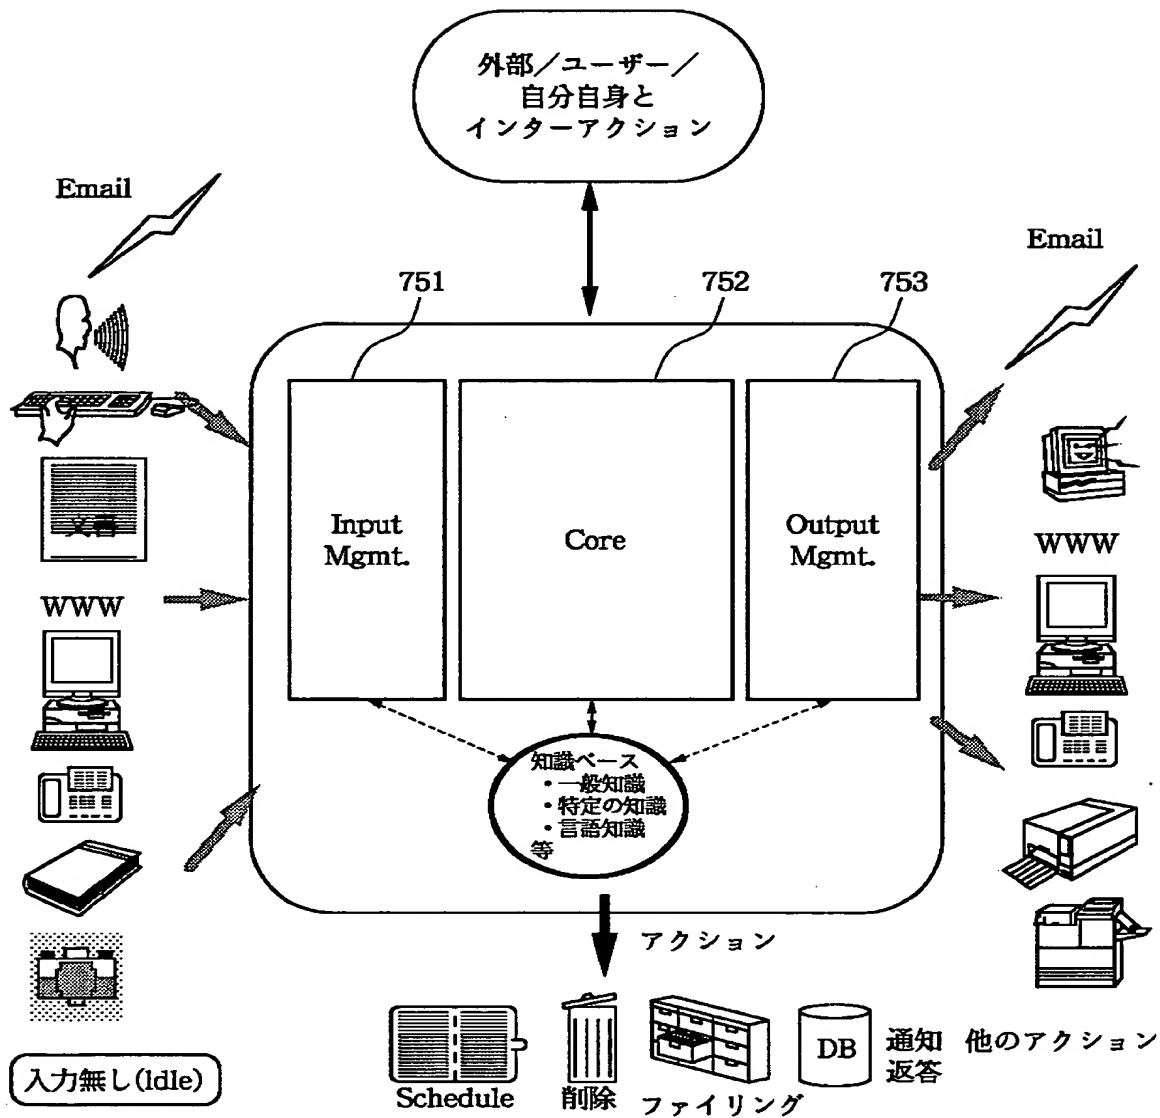 外部／ユーザー／
自分自身と
インターアクション
Email
Email
751
752
753
文書
Input
Mgmt.
Core
Output
Mgmt.
WWW
WWW
知識ベース
・一般知識
・特定の知識
・言語知識
等
アクション
入力無し(Idle)
Schedule
削除
ファイリング
DB
通知
返答
他のアクション